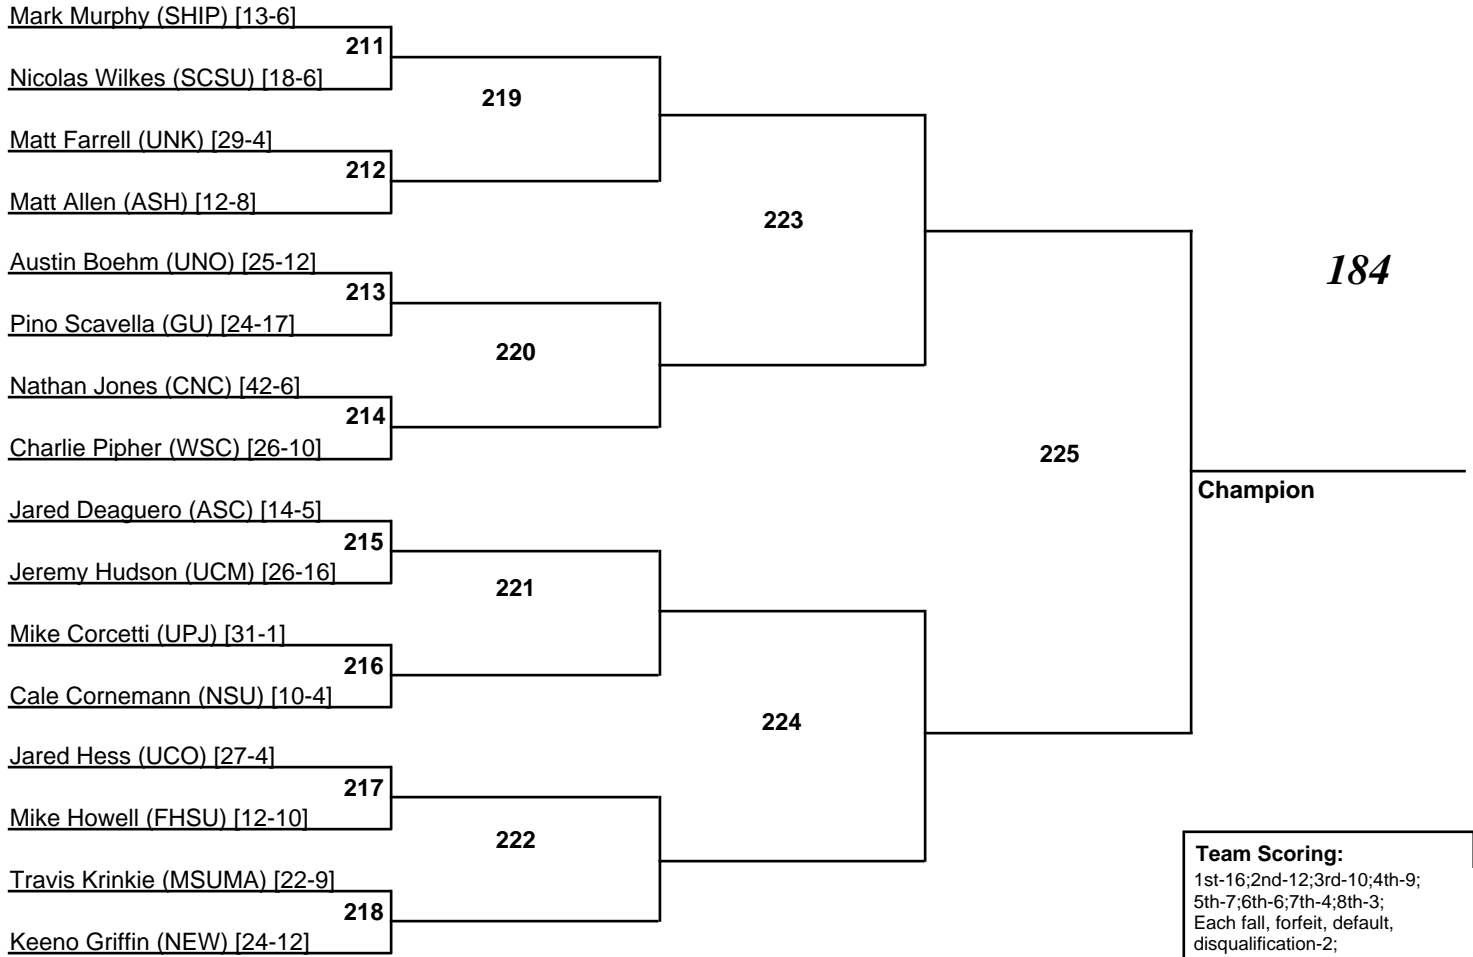 Mark Murphy (SHIP) [13-6]
211
Nicolas Wilkes (SCSU) [18-6]
219
Matt Farrell (UNK) [29-4]
212
Matt Allen (ASH) [12-8]
223
Austin Boehm (UNO) [25-12]
184
213
Pino Scavella (GU) [24-17]
220
Nathan Jones (CNC) [42-6]
214
Charlie Pipher (WSC) [26-10]
225
Champion
Jared Deaguero (ASC) [14-5]
215
Jeremy Hudson (UCM) [26-16]
221
Mike Corcetti (UPJ) [31-1]
216
Cale Cornemann (NSU) [10-4]
224
Jared Hess (UCO) [27-4]
217
Mike Howell (FHSU) [12-10]
222
Travis Krinkie (MSUMA) [22-9]
218
Keeno Griffin (NEW) [24-12]
Team Scoring:
1st-16;2nd-12;3rd-10;4th-9;
5th-7;6th-6;7th-4;8th-3;
Each fall, forfeit, default,
disqualification-2;